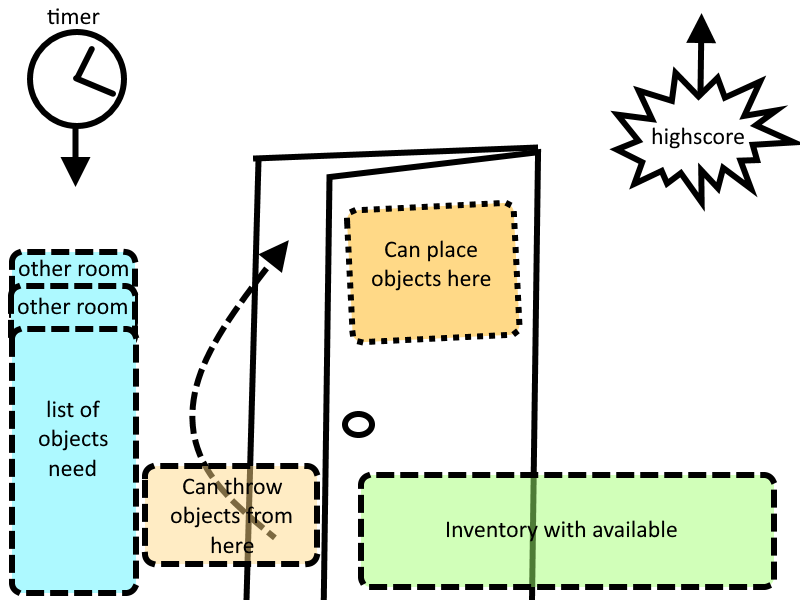 timer
highscore
Can place
objects here
other room
other room
list of
objects
need
Can throw
objects from
here
Inventory with available